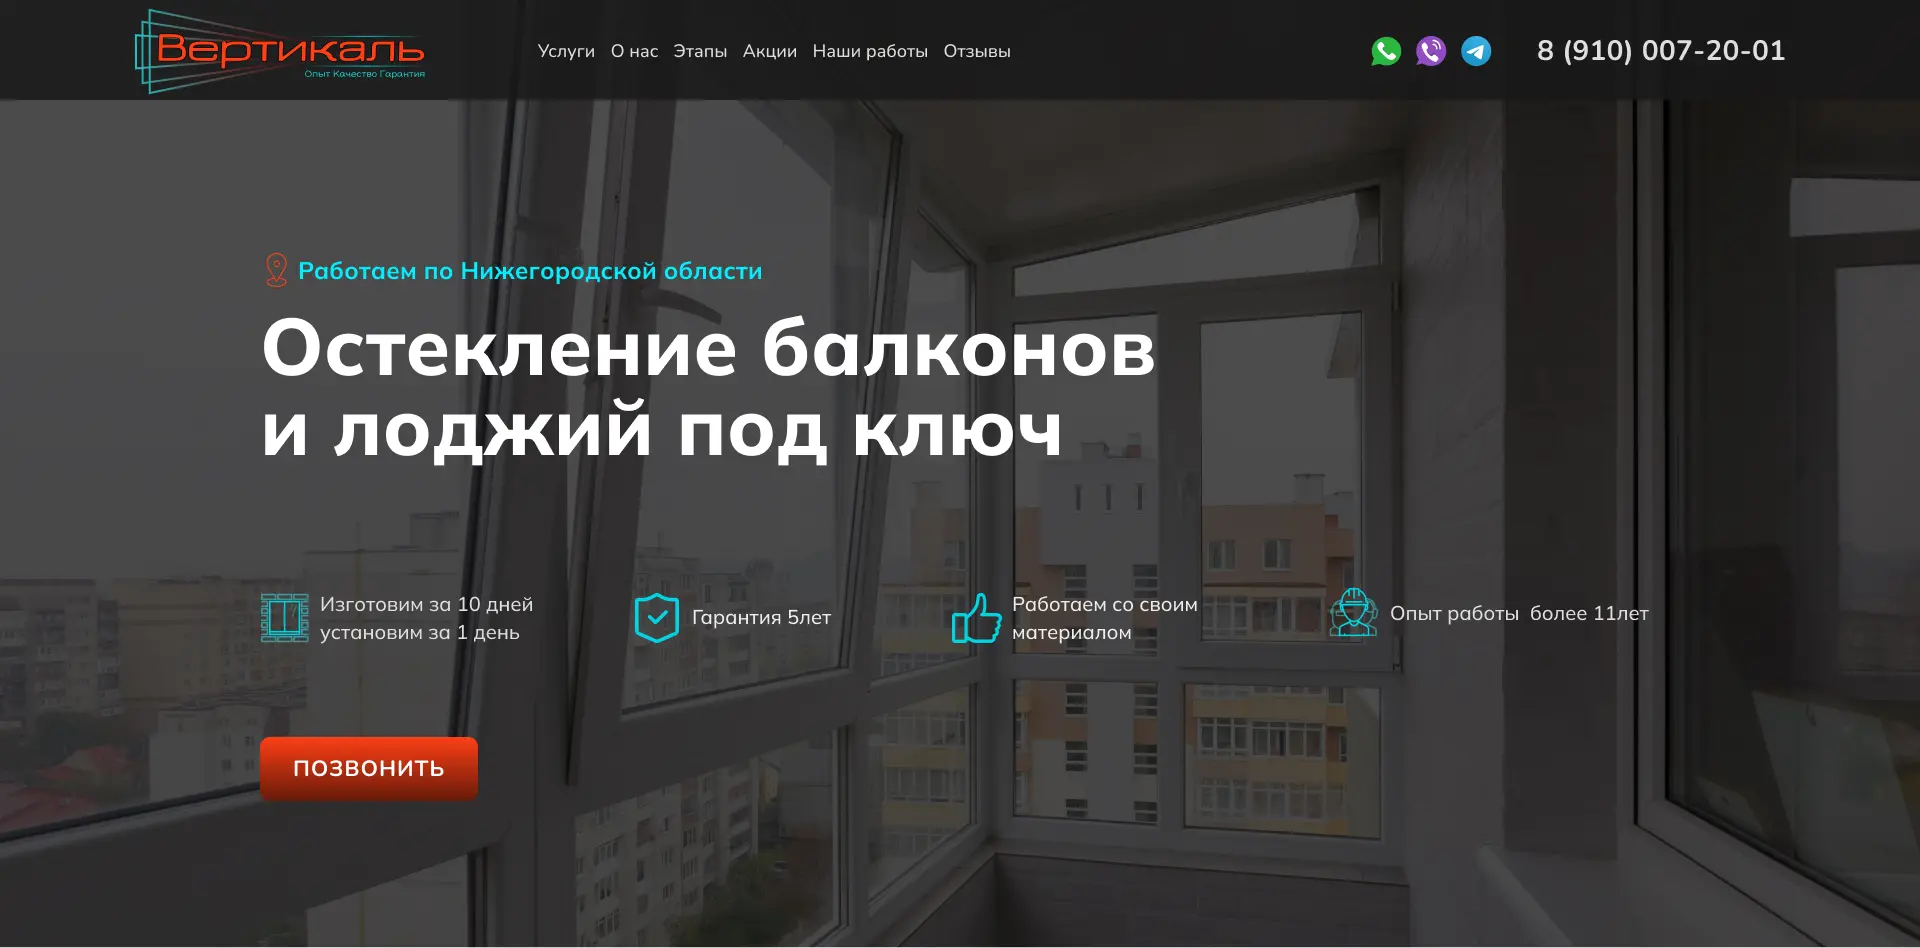 Вертикаль
Опыт Качество Гарантия
Услуги О нас Этапы Акции Наши работы Отзывы
8 (910) 007-20-01
Работаем по Нижегородской области
Остекление балконов
и лоджий под ключ
Изготовим за 10 дней
установим за 1 день
Гарантия 5лет
Работаем со своим
материалом
Опыт работы  более 11лет
ПОЗВОНИТЬ